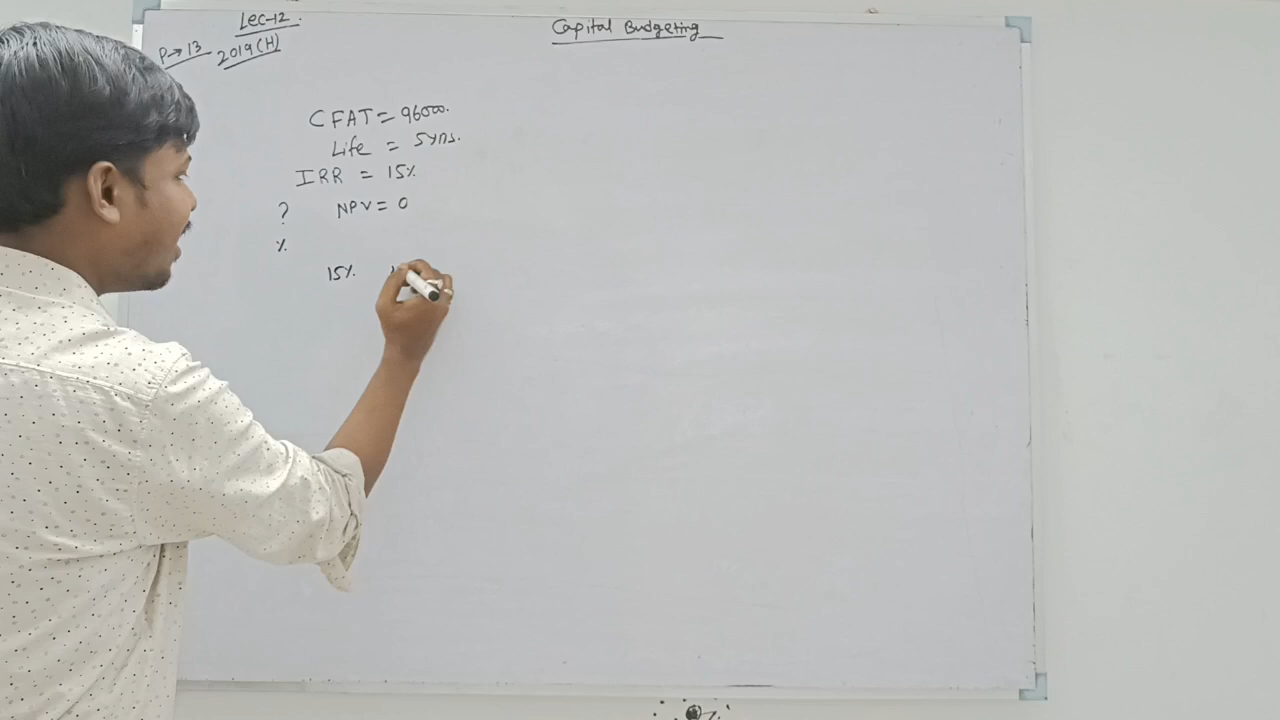 Lec-12.
Capital Budgeting
P→13 2019(H)
CFAT = 96000.
Life = 5yrs.
IRR = 15%
? NPV = 0
%
15%